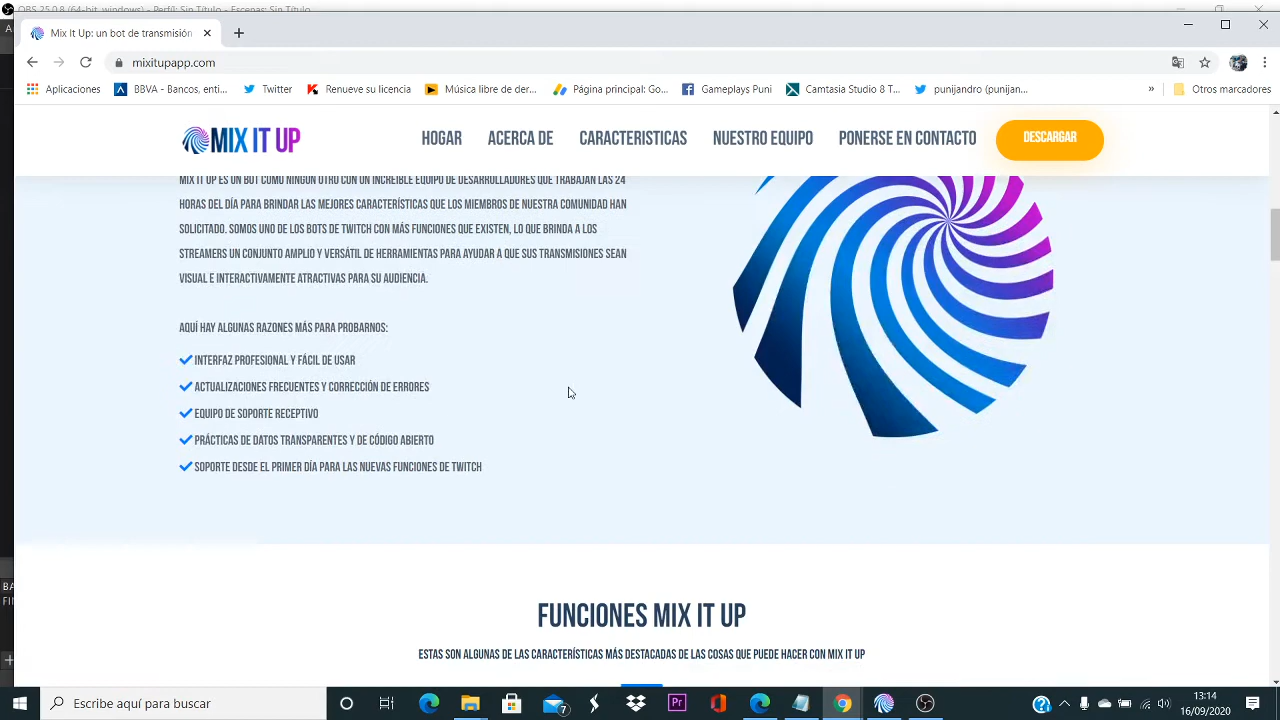 OBS 25.0.8 (64-bit, windows) - Perfil: Sin Título - Escenas: Sin Título
Mix It Up: un bot de transmisión
mixitupapp.com
Aplicaciones
BBVA - Bancos, enti...
Twitter
Renueve su licencia
Música libre de der...
Página principal: Go...
Gameplays Puni
Camtasia Studio 8 T...
punijandro (punijan...
»
Otros marcadores
MIX IT UP
HOGAR
ACERCA DE
CARACTERISTICAS
NUESTRO EQUIPO
PONERSE EN CONTACTO
DESCARGAR
MIX IT UP ES UN BOT COMO NINGÚN OTRO CON UN INCREÍBLE EQUIPO DE DESARROLLADORES QUE TRABAJAN LAS 24
HORAS DEL DÍA PARA BRINDAR LAS MEJORES CARACTERÍSTICAS QUE LOS MIEMBROS DE NUESTRA COMUNIDAD HAN
SOLICITADO. SOMOS UNO DE LOS BOTS DE TWITCH CON MÁS FUNCIONES QUE EXISTEN, LO QUE BRINDA A LOS
STREAMERS UN CONJUNTO AMPLIO Y VERSÁTIL DE HERRAMIENTAS PARA AYUDAR A QUE SUS TRANSMISIONES SEAN
VISUAL E INTERACTIVAMENTE ATRACTIVAS PARA SU AUDIENCIA.
AQUÍ HAY ALGUNAS RAZONES MÁS PARA PROBARNOS:
INTERFAZ PROFESIONAL Y FÁCIL DE USAR
ACTUALIZACIONES FRECUENTES Y CORRECCIÓN DE ERRORES
EQUIPO DE SOPORTE RECEPTIVO
PRÁCTICAS DE DATOS TRANSPARENTES Y DE CÓDIGO ABIERTO
SOPORTE DESDE EL PRIMER DÍA PARA LAS NUEVAS FUNCIONES DE TWITCH
FUNCIONES MIX IT UP
ESTAS SON ALGUNAS DE LAS CARACTERÍSTICAS MÁS DESTACADAS DE LAS COSAS QUE PUEDE HACER CON MIX IT UP
Escribe aquí para buscar
7
Pr
13:14
16/09/2020